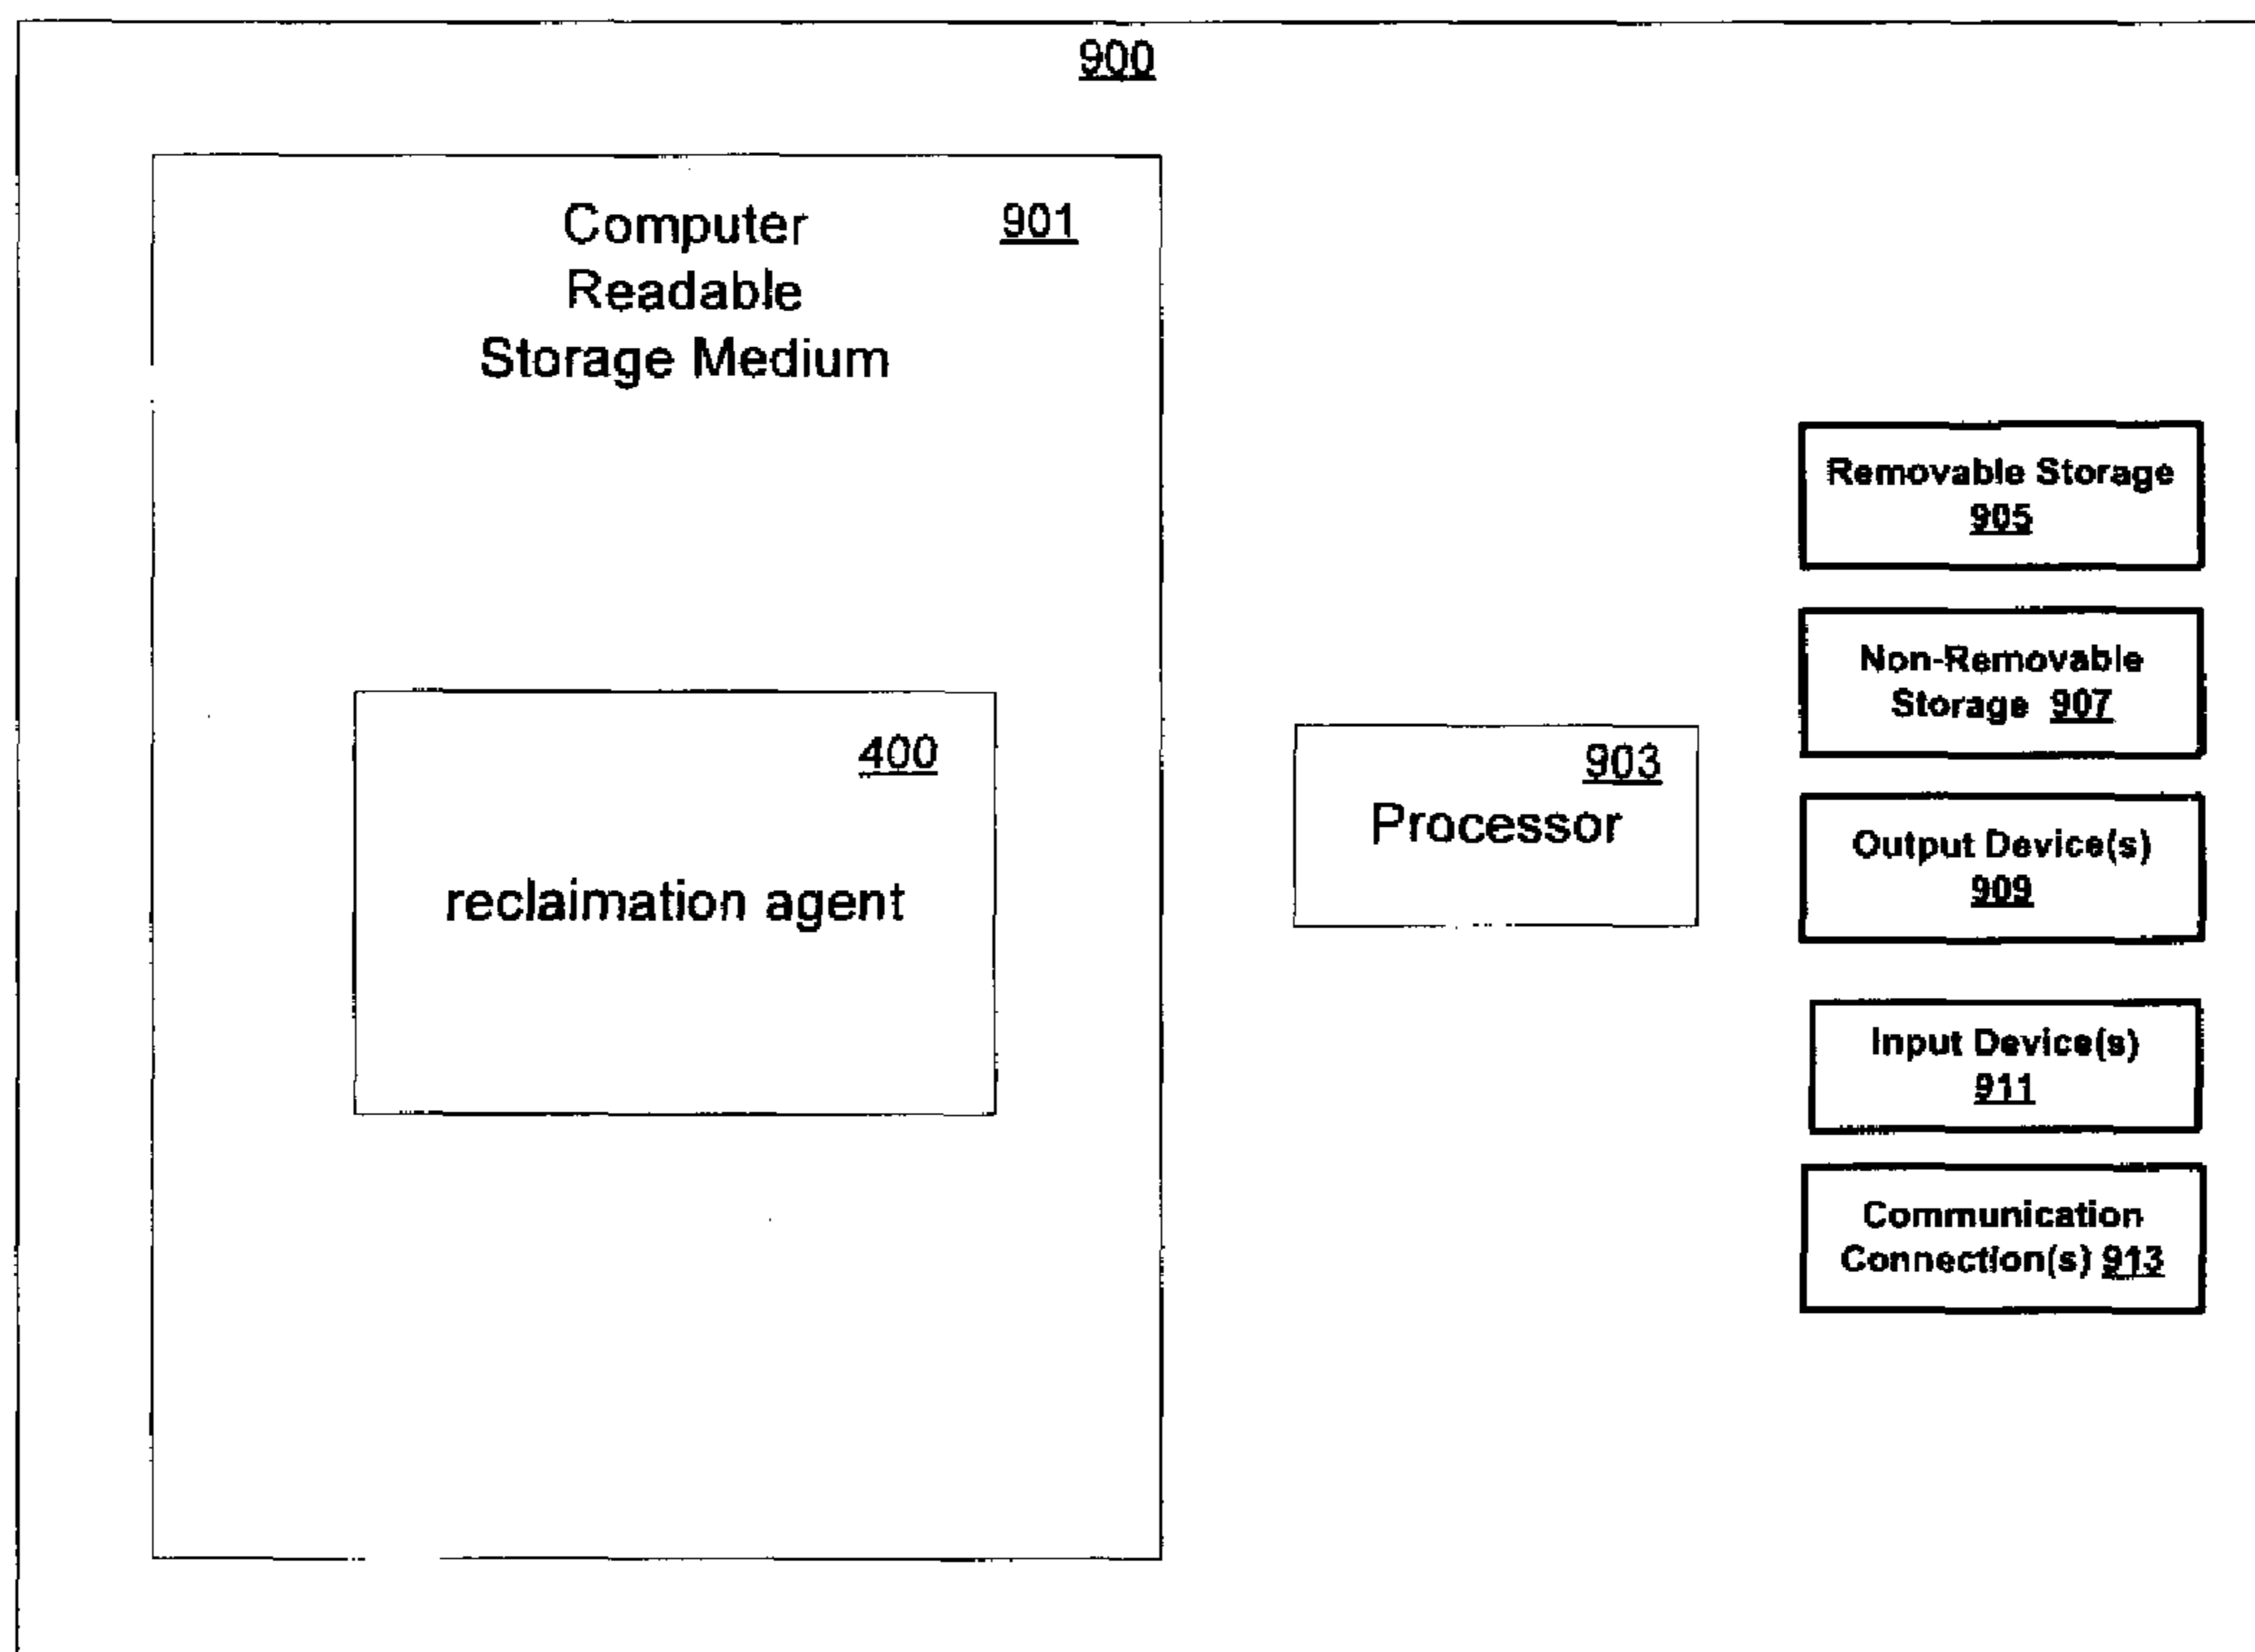 900
Computer
901
Readable
Storage Medium
400
reclaimation agent
903
Processor
Removable Storage
905
Non-Removable
Storage 907
Output Device(s)
909
Input Device(s)
911
Communication
Connection(s) 913